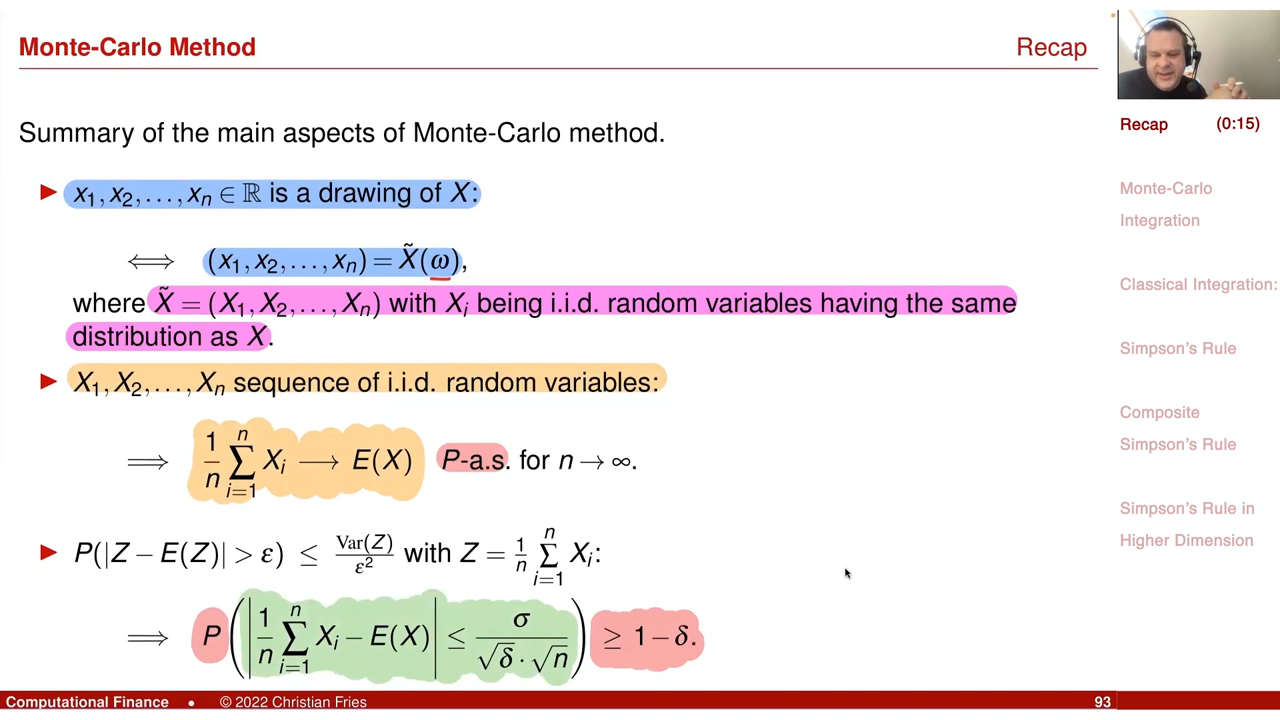 Monte-Carlo Method
Recap
Summary of the main aspects of Monte-Carlo method.
► x₁, x₂, …, xₙ ∈ ℝ is a drawing of X:
⟺ (x₁, x₂, …, xₙ) = X̃(ω),
where X̃ = (X₁, X₂, …, Xₙ) with Xᵢ being i.i.d. random variables having the same
distribution as X.
► X₁, X₂, …, Xₙ sequence of i.i.d. random variables:
⟹ 1/n ∑ᵢ₌₁ⁿ Xᵢ ⟶ E(X) P-a.s. for n → ∞.
► P(|Z − E(Z)| > ε) ≤ Var(Z)/ε² with Z = 1/n ∑ᵢ₌₁ⁿ Xᵢ:
⟹ P(|1/n ∑ᵢ₌₁ⁿ Xᵢ − E(X)| ≤ σ/(√δ · √n)) ≥ 1 − δ.
Recap (0:15)
Monte-Carlo
Integration
Classical Integration:
Simpson's Rule
Composite
Simpson's Rule
Simpson's Rule in
Higher Dimension
Computational Finance • © 2022 Christian Fries 93